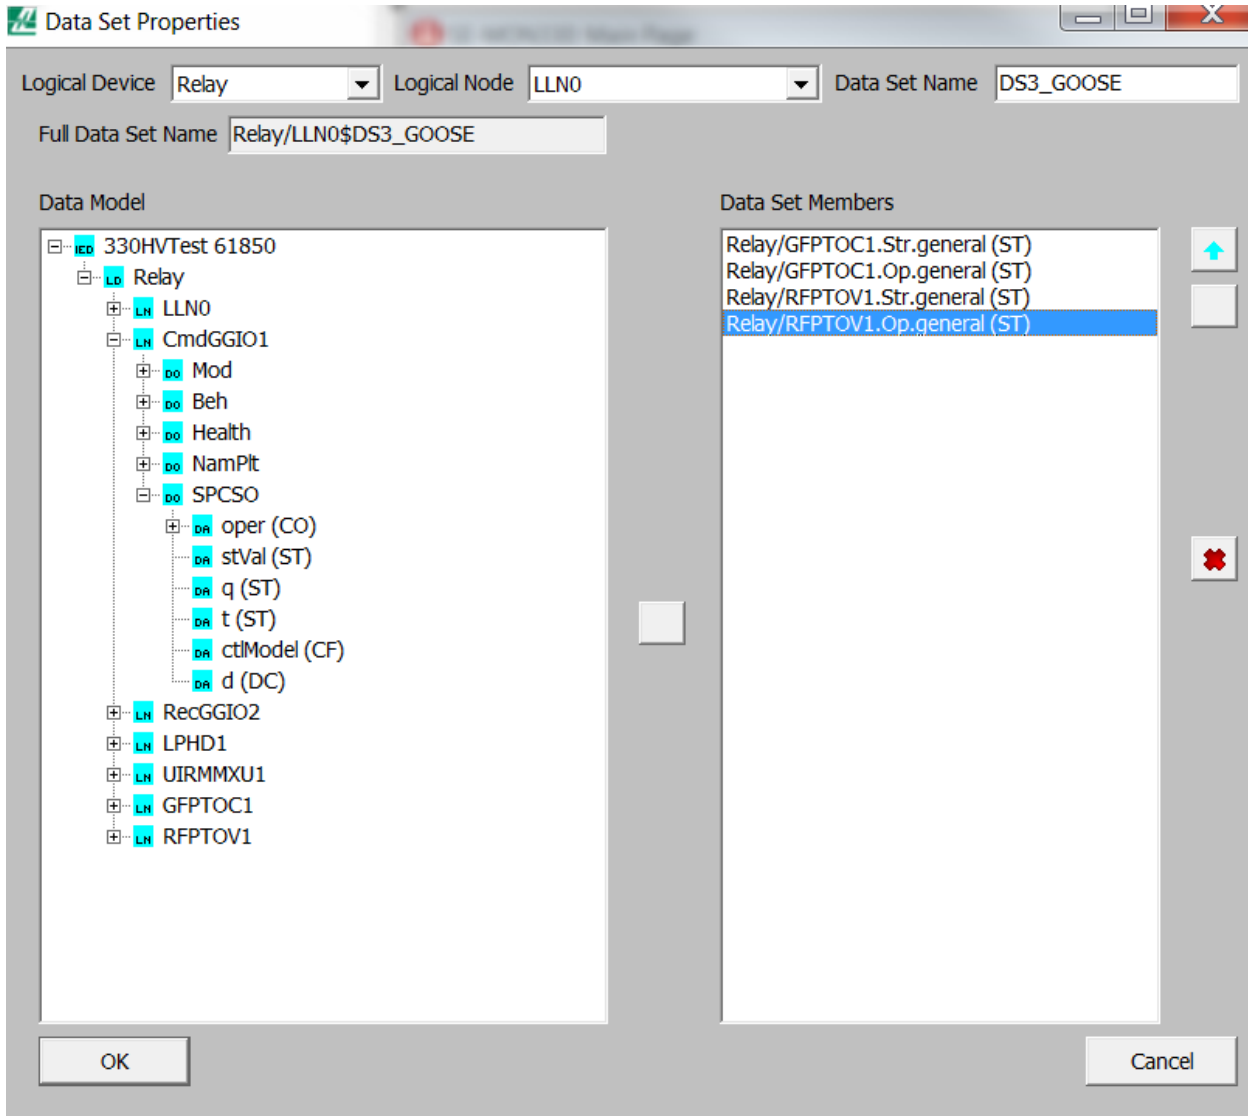 Data Set Properties
Logical Device Relay Logical Node LLN0 Data Set Name DS3_GOOSE
Full Data Set Name Relay/LLN0$DS3_GOOSE
Data Model
IED 330HVTest 61850
LD Relay
LN LLN0
LN CmdGGIO1
DO Mod
DO Beh
DO Health
DO NamPlt
DO SPCSO
DA oper (CO)
DA stVal (ST)
DA q (ST)
DA t (ST)
DA ctlModel (CF)
DA d (DC)
LN RecGGIO2
LN LPHD1
LN UIRMMXU1
LN GFPTOC1
LN RFPTOV1
Data Set Members
Relay/GFPTOC1.Str.general (ST)
Relay/GFPTOC1.Op.general (ST)
Relay/RFPTOV1.Str.general (ST)
Relay/RFPTOV1.Op.general (ST)
OK
Cancel